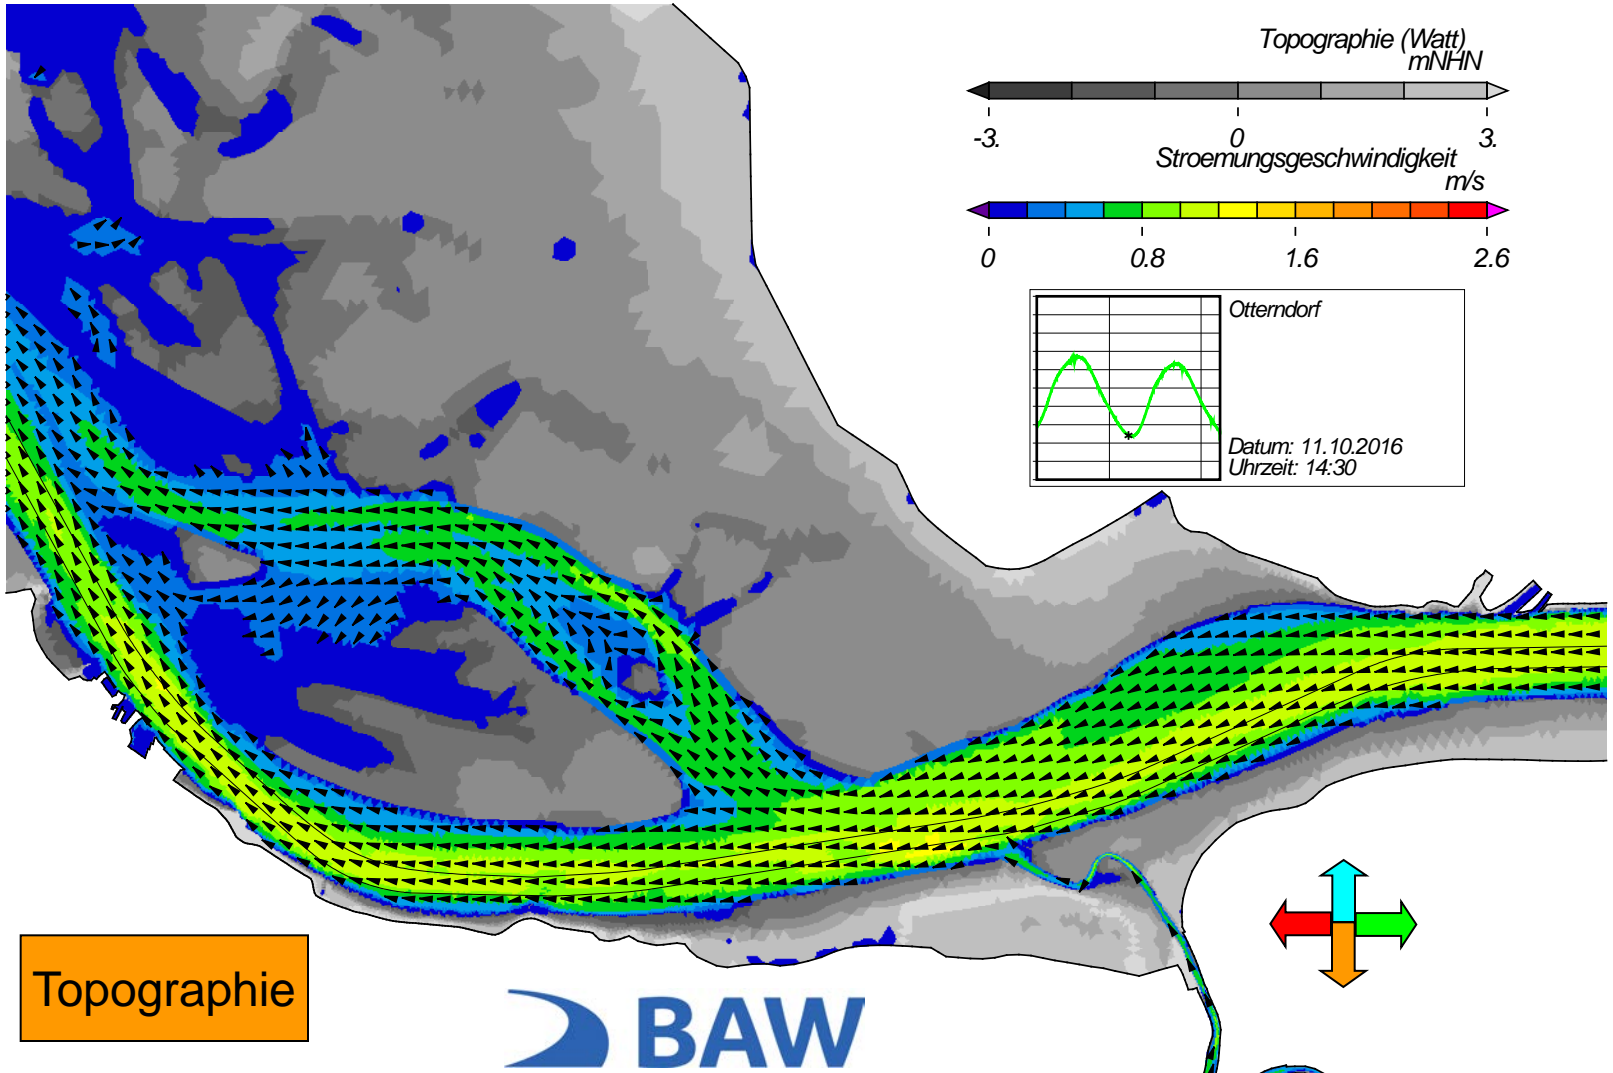 Topographie (Watt)
mNHN
-3. 0 3.
Stroemungsgeschwindigkeit
m/s
0 0.8 1.6 2.6
Otterndorf
Datum: 11.10.2016
Uhrzeit: 14:30
Topographie
BAW